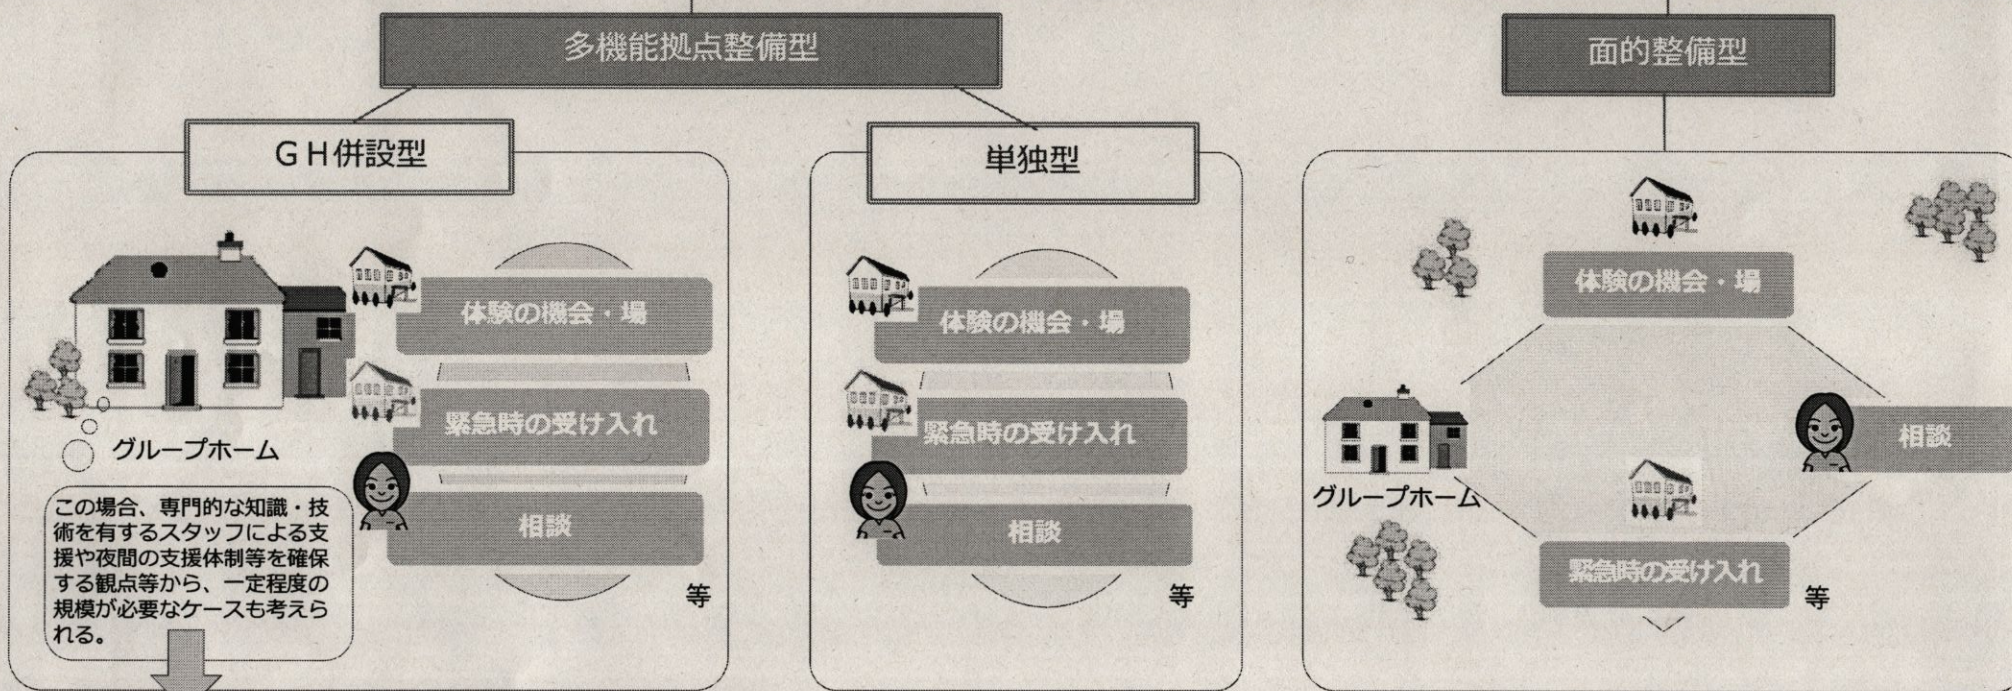 多機能拠点整備型
面的整備型
GH併設型
単独型
体験の機会・場
緊急時の受け入れ
相談
等
グループホーム
この場合、専門的な知識・技
術を有するスタッフによる支
援や夜間の支援体制等を確保
する観点等から、一定程度の
規模が必要なケースも考えら
れる。
体験の機会・場
緊急時の受け入れ
相談
等
体験の機会・場
グループホーム
相談
緊急時の受け入れ
等